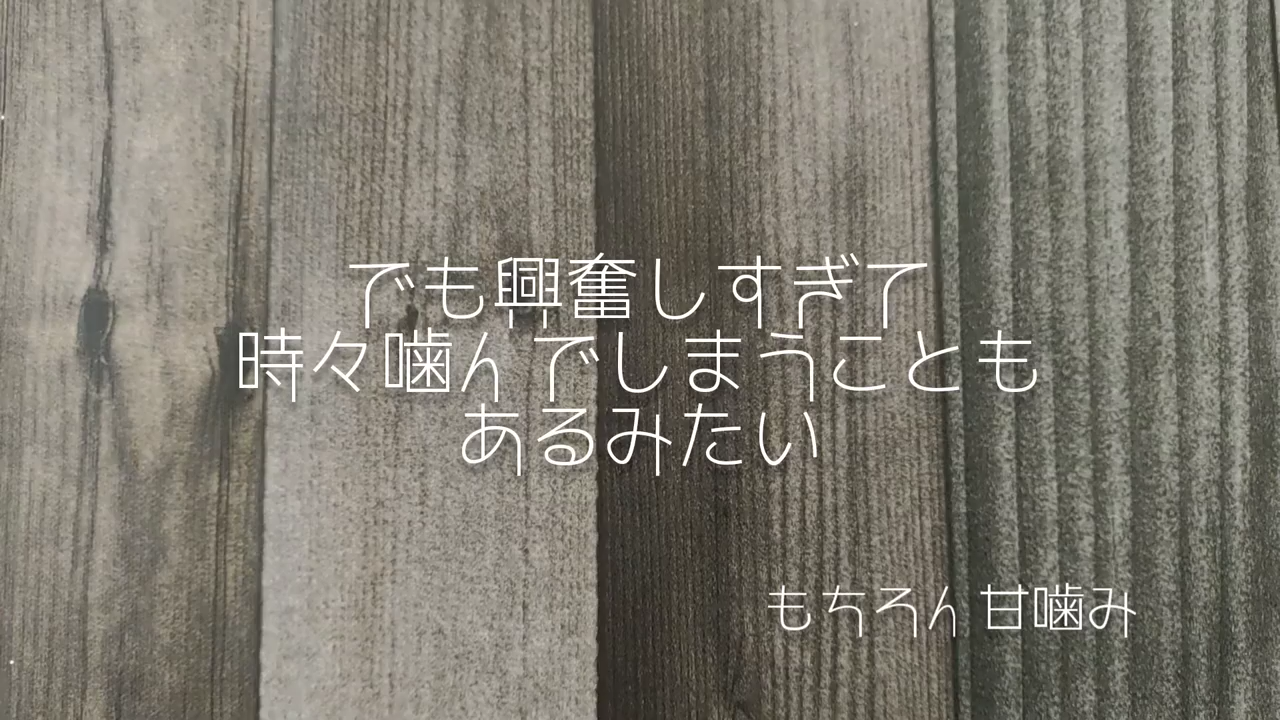 でも興奮しすぎて
時々噛んでしまうことも
あるみたい
もちろん 甘噛み